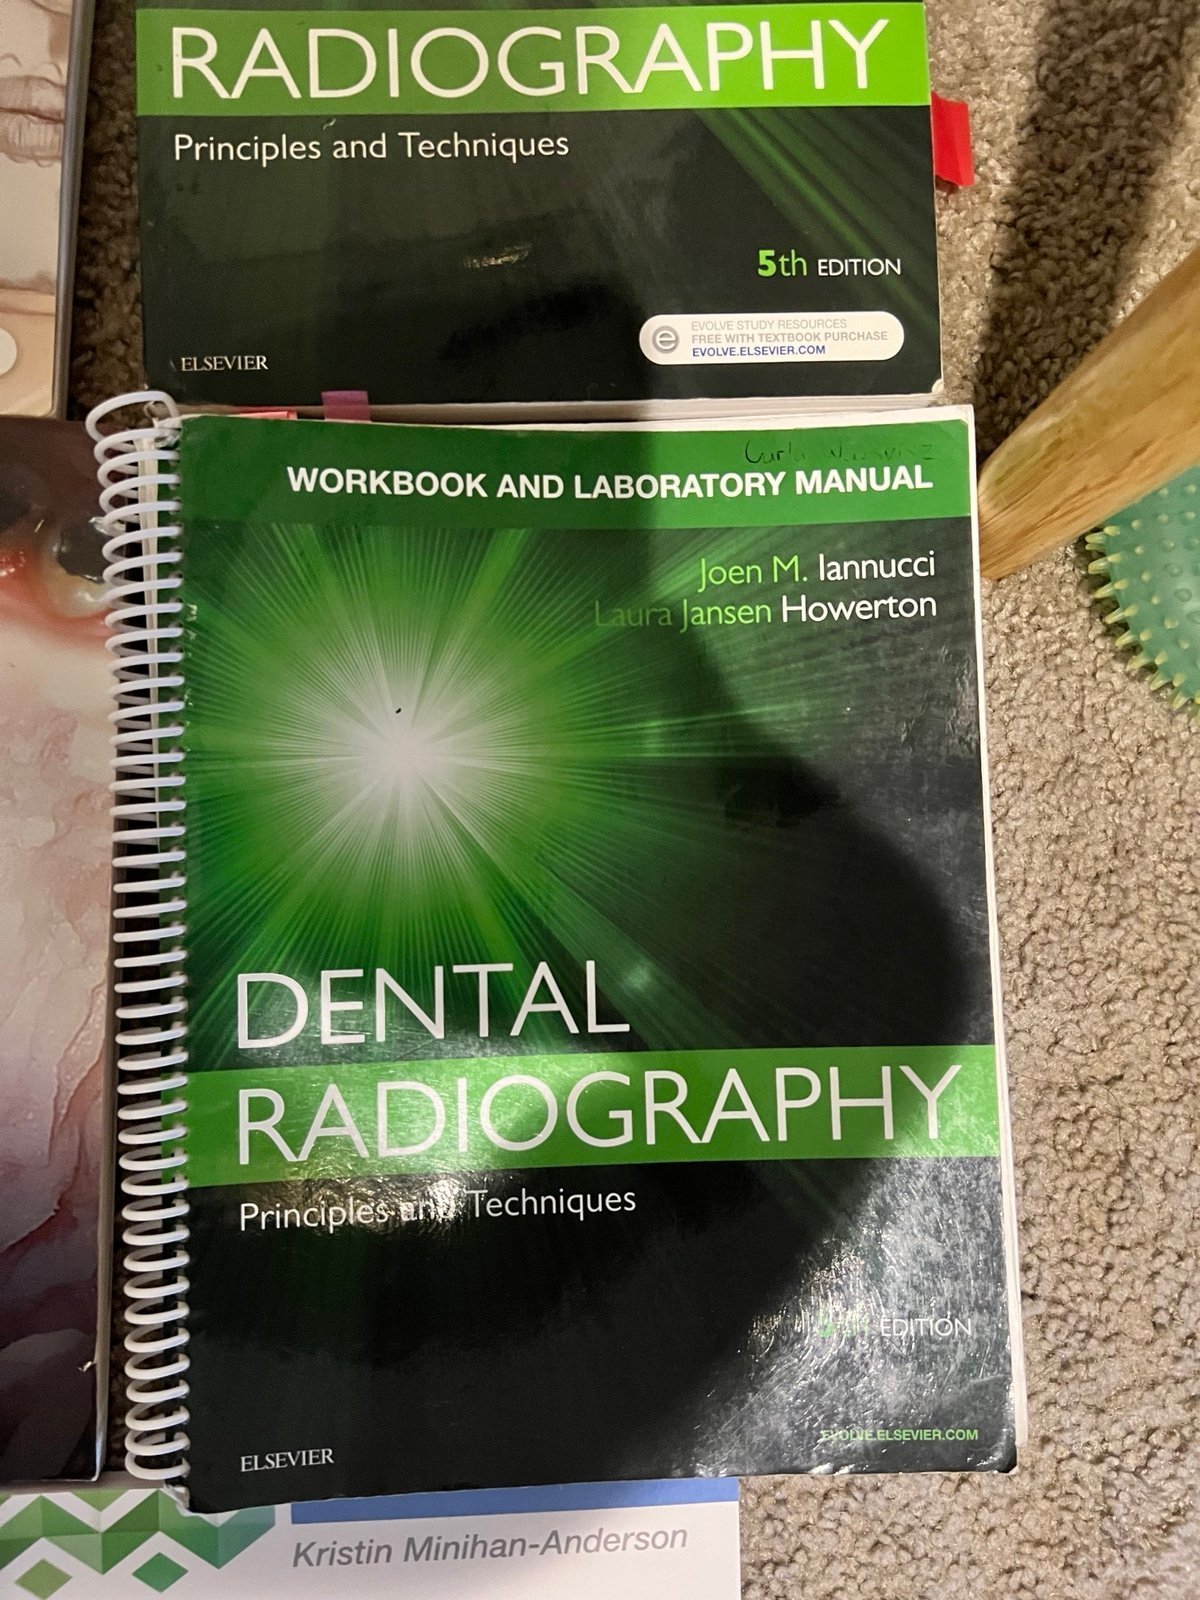 RADIOGRAPHY
Principles and Techniques
5th EDITION
EVOLVE STUDY RESOURCES
FREE WITH TEXTBOOK PURCHASE
EVOLVE.ELSEVIER.COM
ELSEVIER
WORKBOOK AND LABORATORY MANUAL
Joen M. Iannucci
Laura Jansen Howerton
DENTAL
RADIOGRAPHY
Principles and Techniques
5TH EDITION
EVOLVE.ELSEVIER.COM
ELSEVIER
Kristin Minihan-Anderson